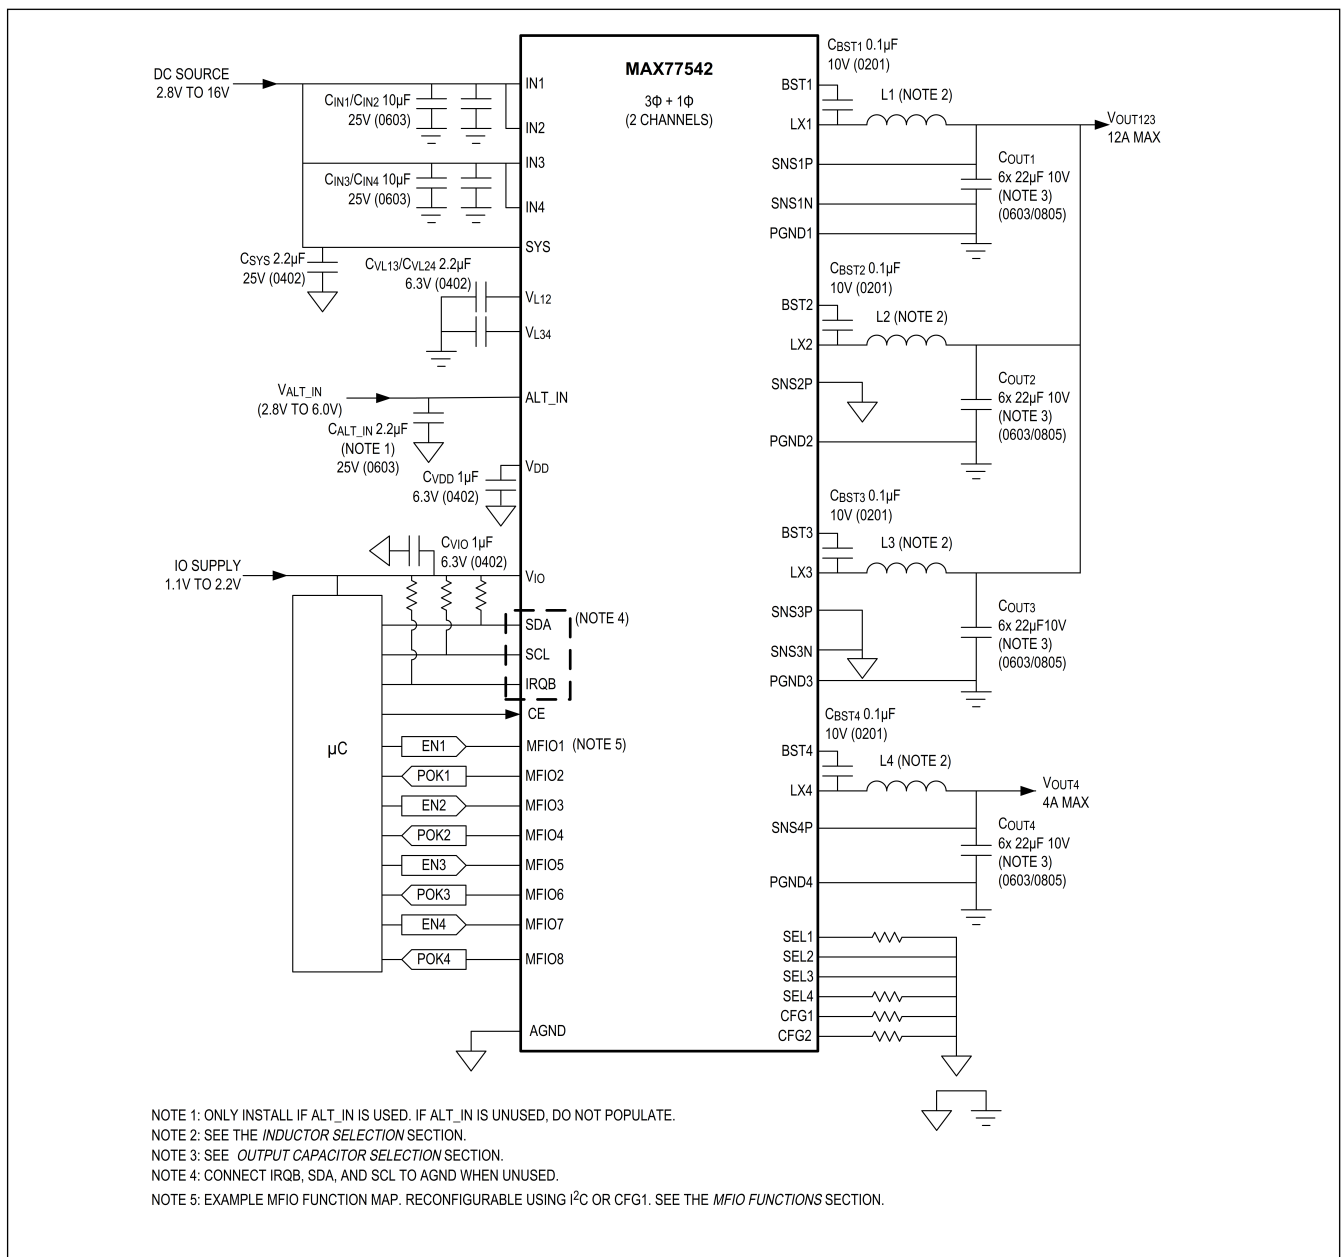 MAX77542
3Φ + 1Φ
(2 CHANNELS)
DC SOURCE
2.8V TO 16V
CIN1/CIN2 10µF
25V (0603)
CIN3/CIN4 10µF
25V (0603)
CSYS 2.2µF
25V (0402)
CVL13/CVL24 2.2µF
6.3V (0402)
VALT_IN
(2.8V TO 6.0V)
CALT_IN 2.2µF
(NOTE 1)
25V (0603)
CVDD 1µF
6.3V (0402)
CVIO 1µF
6.3V (0402)
IO SUPPLY
1.1V TO 2.2V
µC
EN1
POK1
EN2
POK2
EN3
POK3
EN4
POK4
IN1
IN2
IN3
IN4
SYS
VL12
VL34
ALT_IN
VDD
VIO
SDA
(NOTE 4)
SCL
IRQB
CE
MFIO1 (NOTE 5)
MFIO2
MFIO3
MFIO4
MFIO5
MFIO6
MFIO7
MFIO8
AGND
BST1
LX1
SNS1P
SNS1N
PGND1
BST2
LX2
SNS2P
PGND2
BST3
LX3
SNS3P
SNS3N
PGND3
BST4
LX4
SNS4P
PGND4
SEL1
SEL2
SEL3
SEL4
CFG1
CFG2
CBST1 0.1µF
10V (0201)
L1 (NOTE 2)
VOUT123
12A MAX
COUT1
6x 22µF 10V
(NOTE 3)
(0603/0805)
CBST2 0.1µF
10V (0201)
L2 (NOTE 2)
COUT2
6x 22µF 10V
(NOTE 3)
(0603/0805)
CBST3 0.1µF
10V (0201)
L3 (NOTE 2)
COUT3
6x 22µF10V
(NOTE 3)
(0603/0805)
CBST4 0.1µF
10V (0201)
L4 (NOTE 2)
VOUT4
4A MAX
COUT4
6x 22µF 10V
(NOTE 3)
(0603/0805)
NOTE 1: ONLY INSTALL IF ALT_IN IS USED. IF ALT_IN IS UNUSED, DO NOT POPULATE.
NOTE 2: SEE THE INDUCTOR SELECTION SECTION.
NOTE 3: SEE OUTPUT CAPACITOR SELECTION SECTION.
NOTE 4: CONNECT IRQB, SDA, AND SCL TO AGND WHEN UNUSED.
NOTE 5: EXAMPLE MFIO FUNCTION MAP. RECONFIGURABLE USING I²C OR CFG1. SEE THE MFIO FUNCTIONS SECTION.